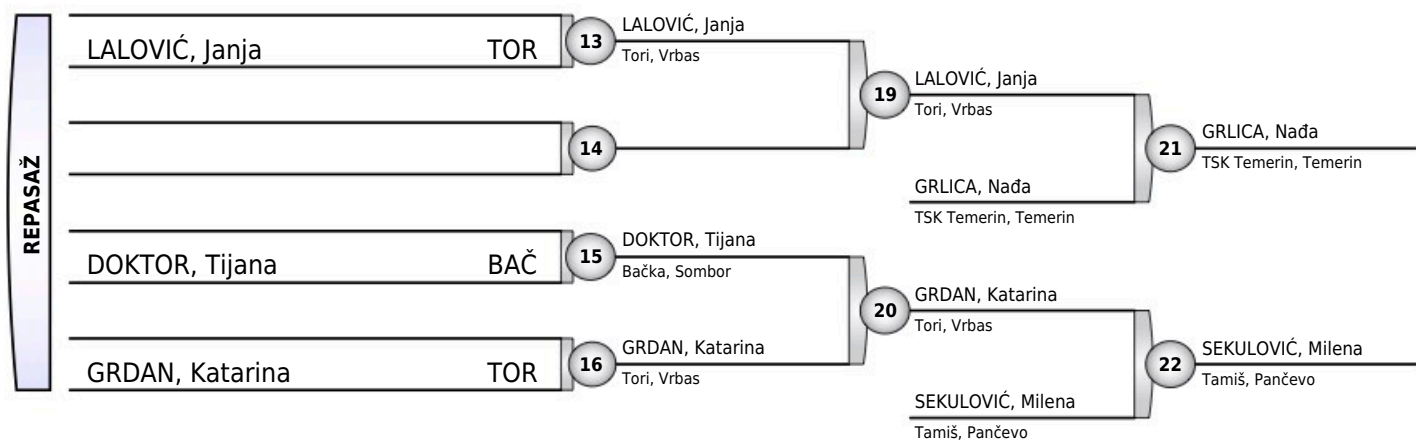 REPASAŽ
LALOVIĆ, Janja TOR
13
LALOVIĆ, Janja
Tori, Vrbas
14
19
LALOVIĆ, Janja
Tori, Vrbas
GRLICA, Nađa
TSK Temerin, Temerin
21
GRLICA, Nađa
TSK Temerin, Temerin
DOKTOR, Tijana BAČ
15
DOKTOR, Tijana
Bačka, Sombor
GRDAN, Katarina TOR
16
GRDAN, Katarina
Tori, Vrbas
20
GRDAN, Katarina
Tori, Vrbas
SEKULOVIĆ, Milena
Tamiš, Pančevo
22
SEKULOVIĆ, Milena
Tamiš, Pančevo